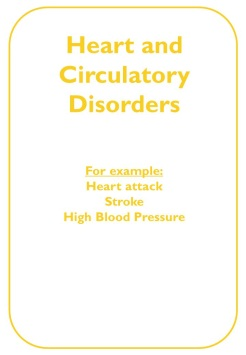 Heart and
Circulatory
Disorders
For example:
Heart attack
Stroke
High Blood Pressure